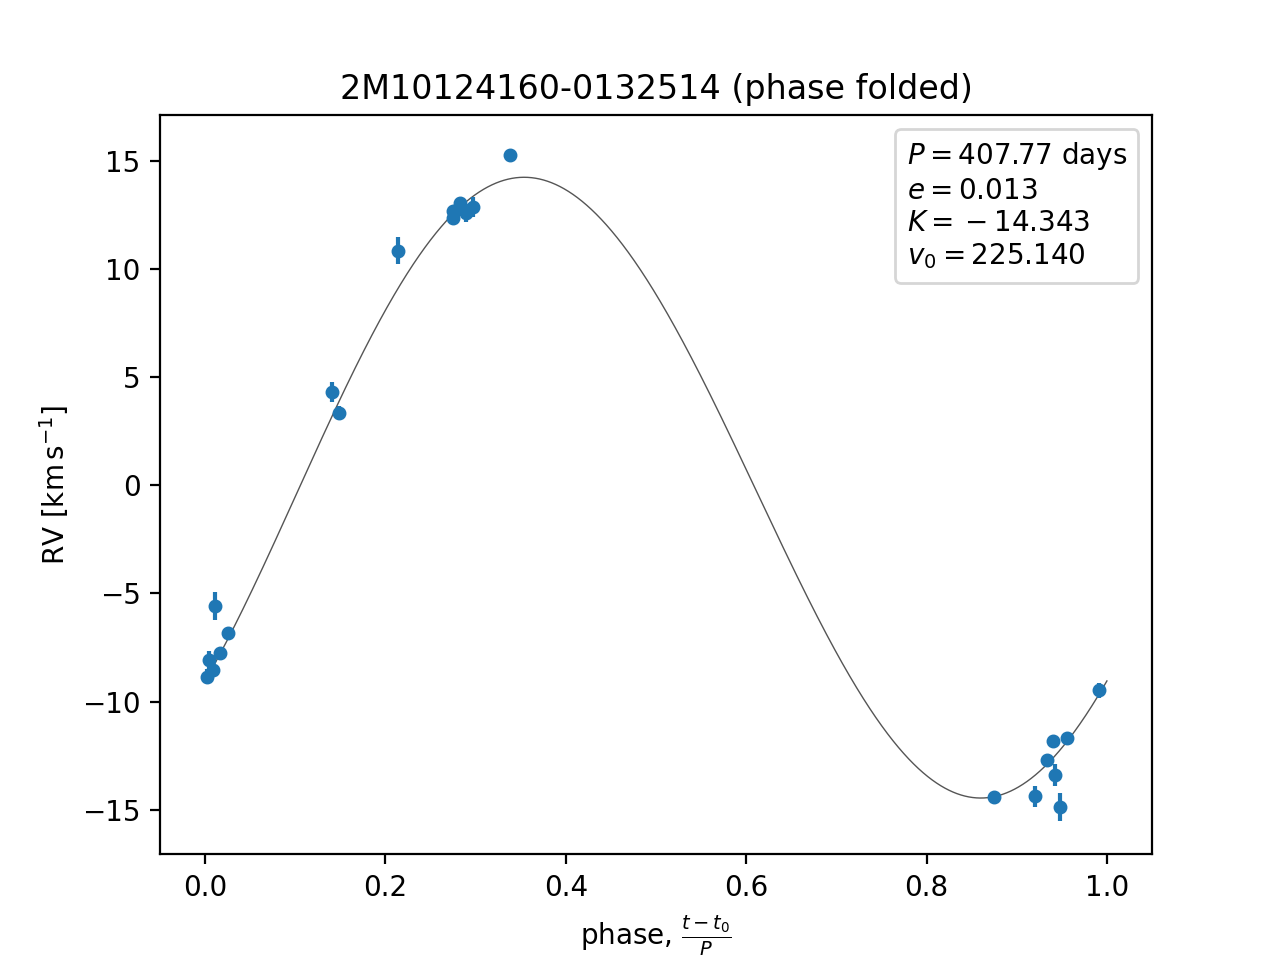 2M10124160-0132514 (phase folded)
P = 407.77 days
e = 0.013
K = −14.343
v₀ = 225.140
RV [km s⁻¹]
15
10
5
0
−5
−10
−15
0.0 0.2 0.4 0.6 0.8 1.0
phase, (t − t₀)/P